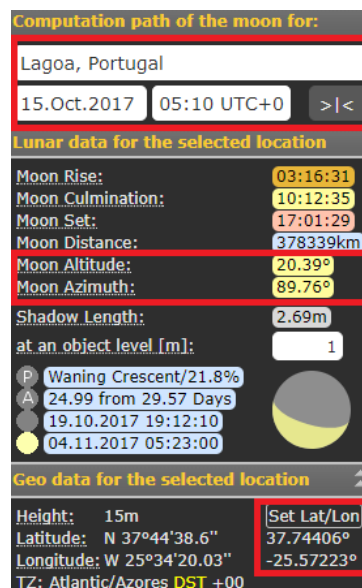 Computation path of the moon for:
Lagoa, Portugal
15.Oct.2017 05:10 UTC+0 >|<
Lunar data for the selected location
Moon Rise: 03:16:31
Moon Culmination: 10:12:35
Moon Set: 17:01:29
Moon Distance: 378339km
Moon Altitude: 20.39°
Moon Azimuth: 89.76°
Shadow Length: 2.69m
at an object level [m]: 1
P Waning Crescent/21.8%
A 24.99 from 29.57 Days
19.10.2017 19:12:10
04.11.2017 05:23:00
Geo data for the selected location
Height: 15m Set Lat/Lon
Latitude: N 37°44'38.6'' 37.74406°
Longitude: W 25°34'20.03'' -25.57223°
TZ: Atlantic/Azores DST +00